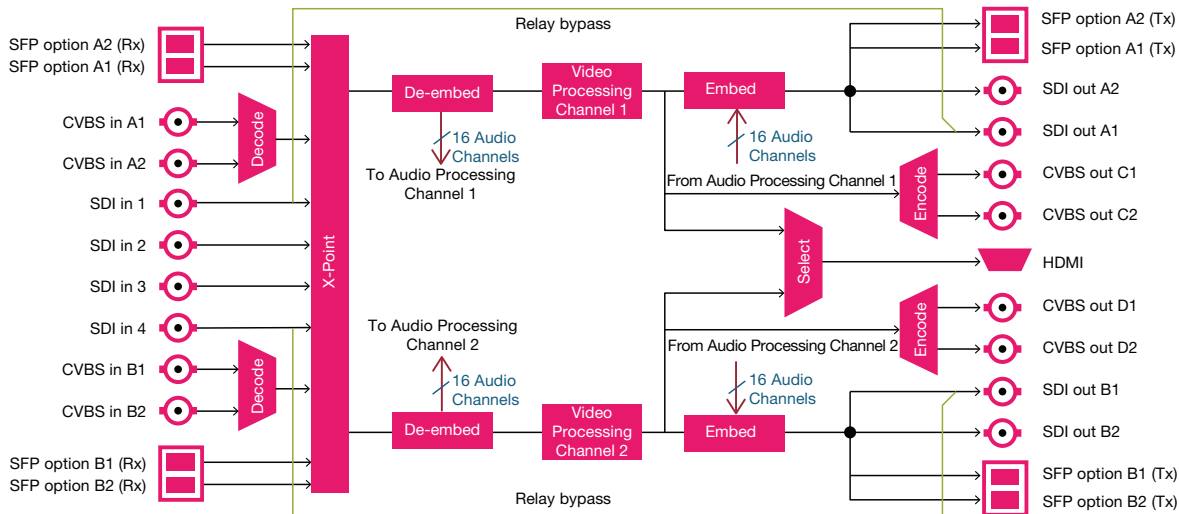 Relay bypass
SFP option A2 (Rx)
SFP option A1 (Rx)
CVBS in A1
CVBS in A2
Decode
SDI in 1
SDI in 2
SDI in 3
SDI in 4
CVBS in B1
CVBS in B2
Decode
SFP option B1 (Rx)
SFP option B2 (Rx)
X-Point
De-embed
16 Audio
Channels
To Audio Processing
Channel 1
Video
Processing
Channel 1
Embed
16 Audio
Channels
From Audio Processing Channel 1
Encode
Select
To Audio Processing
Channel 2
16 Audio
Channels
De-embed
Video
Processing
Channel 2
From Audio Processing Channel 2
16 Audio
Channels
Embed
Encode
SFP option A2 (Tx)
SFP option A1 (Tx)
SDI out A2
SDI out A1
CVBS out C1
CVBS out C2
HDMI
CVBS out D1
CVBS out D2
SDI out B1
SDI out B2
SFP option B1 (Tx)
SFP option B2 (Tx)
Relay bypass